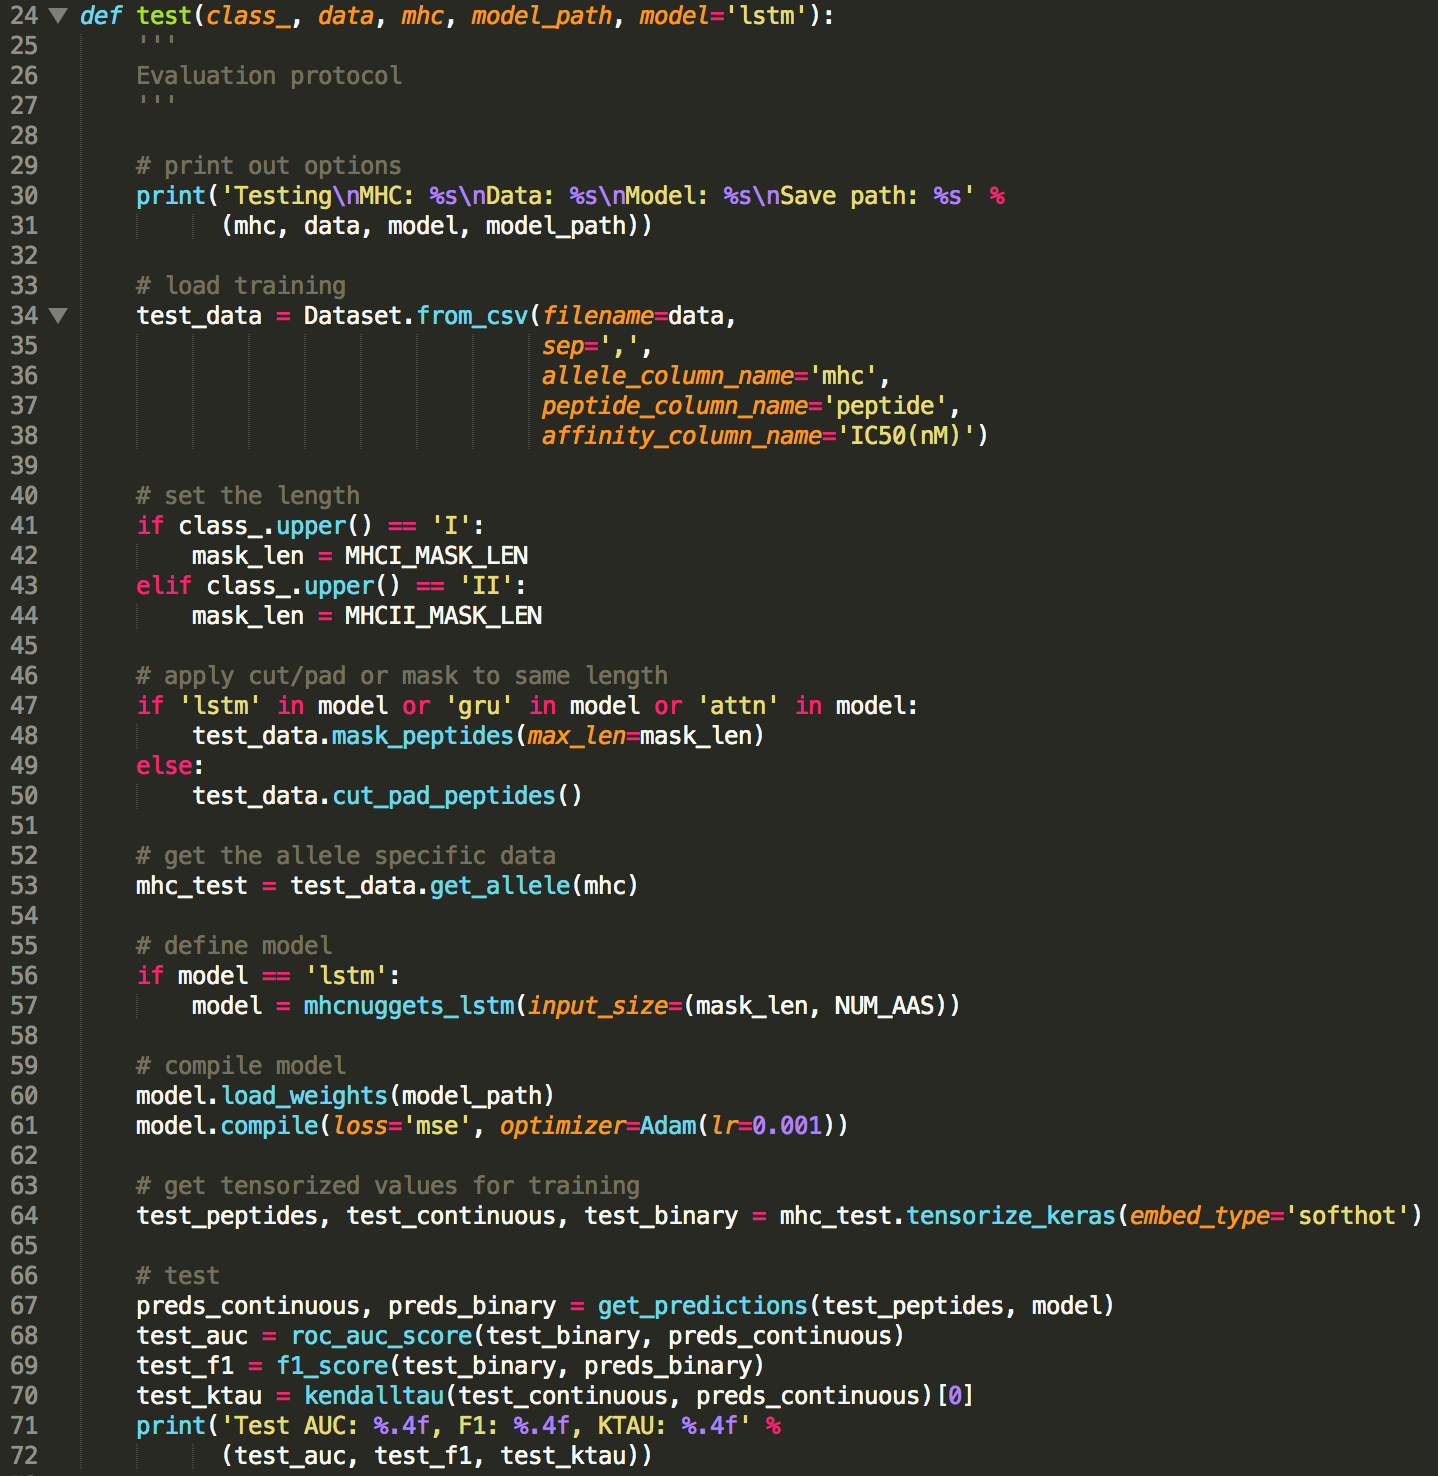 24 def test(class_, data, mhc, model_path, model='lstm'):
25     '''
26     Evaluation protocol
27     '''
28
29     # print out options
30     print('Testing\nMHC: %s\nData: %s\nModel: %s\nSave path: %s' %
31           (mhc, data, model, model_path))
32
33     # load training
34     test_data = Dataset.from_csv(filename=data,
35                                  sep=',',
36                                  allele_column_name='mhc',
37                                  peptide_column_name='peptide',
38                                  affinity_column_name='IC50(nM)')
39
40     # set the length
41     if class_.upper() == 'I':
42         mask_len = MHCI_MASK_LEN
43     elif class_.upper() == 'II':
44         mask_len = MHCII_MASK_LEN
45
46     # apply cut/pad or mask to same length
47     if 'lstm' in model or 'gru' in model or 'attn' in model:
48         test_data.mask_peptides(max_len=mask_len)
49     else:
50         test_data.cut_pad_peptides()
51
52     # get the allele specific data
53     mhc_test = test_data.get_allele(mhc)
54
55     # define model
56     if model == 'lstm':
57         model = mhcnuggets_lstm(input_size=(mask_len, NUM_AAS))
58
59     # compile model
60     model.load_weights(model_path)
61     model.compile(loss='mse', optimizer=Adam(lr=0.001))
62
63     # get tensorized values for training
64     test_peptides, test_continuous, test_binary = mhc_test.tensorize_keras(embed_type='softhot')
65
66     # test
67     preds_continuous, preds_binary = get_predictions(test_peptides, model)
68     test_auc = roc_auc_score(test_binary, preds_continuous)
69     test_f1 = f1_score(test_binary, preds_binary)
70     test_ktau = kendalltau(test_continuous, preds_continuous)[0]
71     print('Test AUC: %.4f, F1: %.4f, KTAU: %.4f' %
72           (test_auc, test_f1, test_ktau))